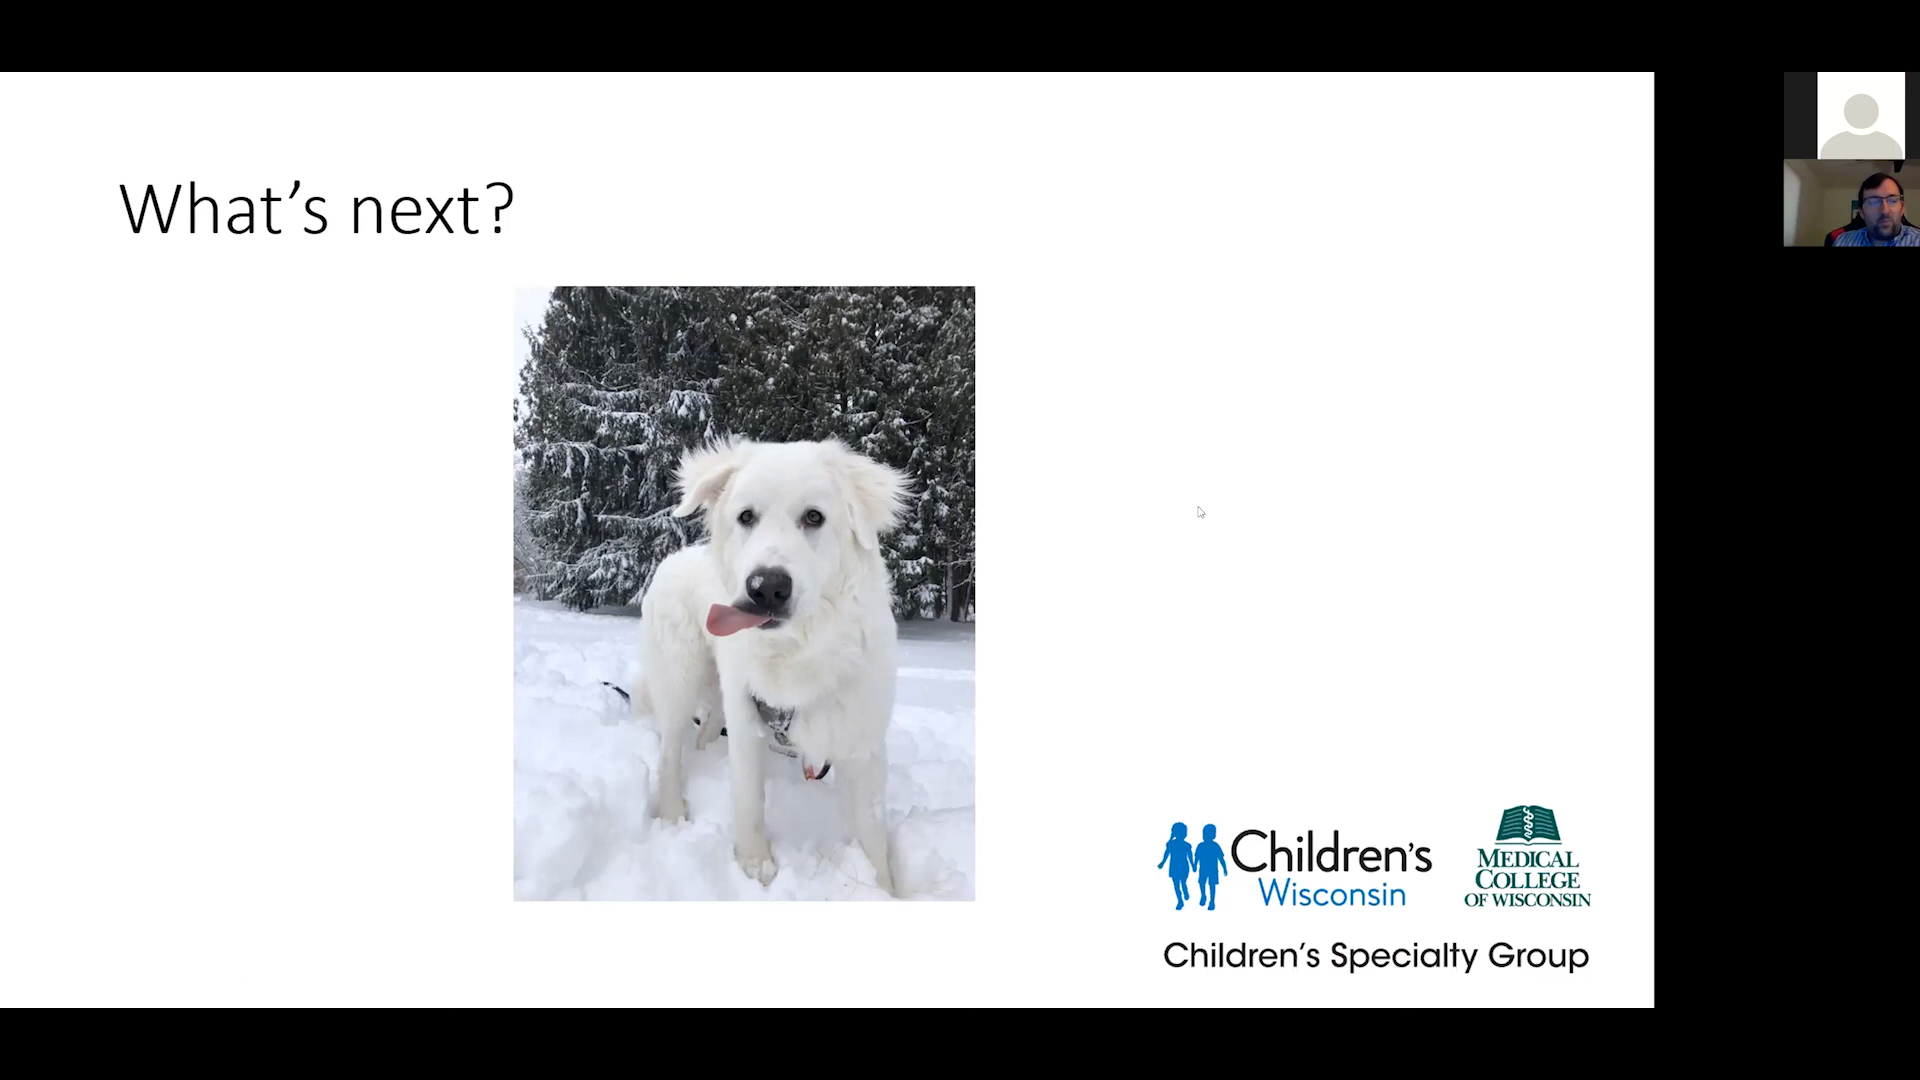 What's next?
Children's
Wisconsin
MEDICAL
COLLEGE
OF WISCONSIN
Children's Specialty Group